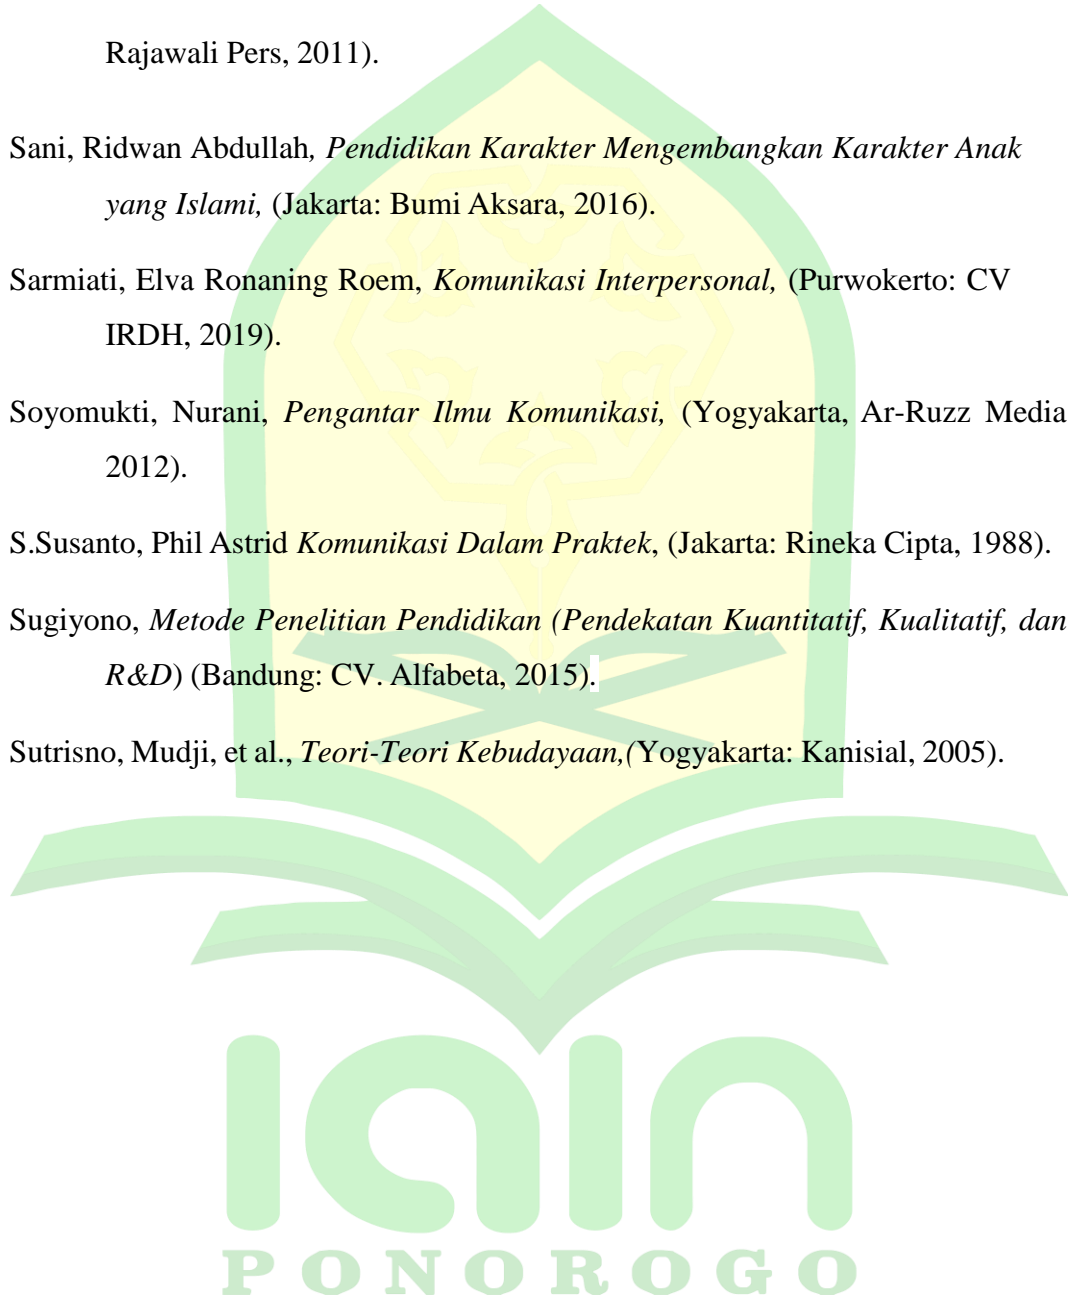 Rajawali Pers, 2011).
Sani, Ridwan Abdullah, Pendidikan Karakter Mengembangkan Karakter Anak
yang Islami, (Jakarta: Bumi Aksara, 2016).
Sarmiati, Elva Ronaning Roem, Komunikasi Interpersonal, (Purwokerto: CV
IRDH, 2019).
Soyomukti, Nurani, Pengantar Ilmu Komunikasi, (Yogyakarta, Ar-Ruzz Media
2012).
S.Susanto, Phil Astrid Komunikasi Dalam Praktek, (Jakarta: Rineka Cipta, 1988).
Sugiyono, Metode Penelitian Pendidikan (Pendekatan Kuantitatif, Kualitatif, dan
R&D) (Bandung: CV. Alfabeta, 2015).
Sutrisno, Mudji, et al., Teori-Teori Kebudayaan,(Yogyakarta: Kanisial, 2005).
IAIN
PONOROGO